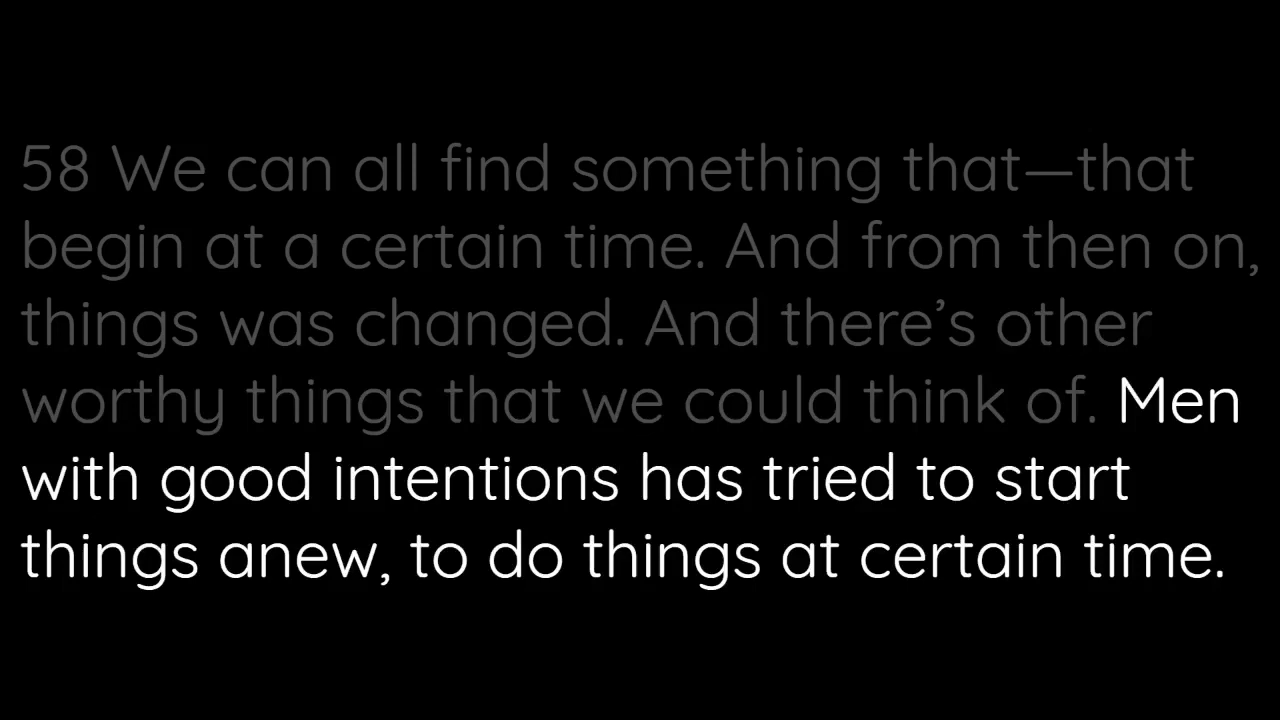 58 We can all find something that—that
begin at a certain time. And from then on,
things was changed. And there’s other
worthy things that we could think of. Men
with good intentions has tried to start
things anew, to do things at certain time.